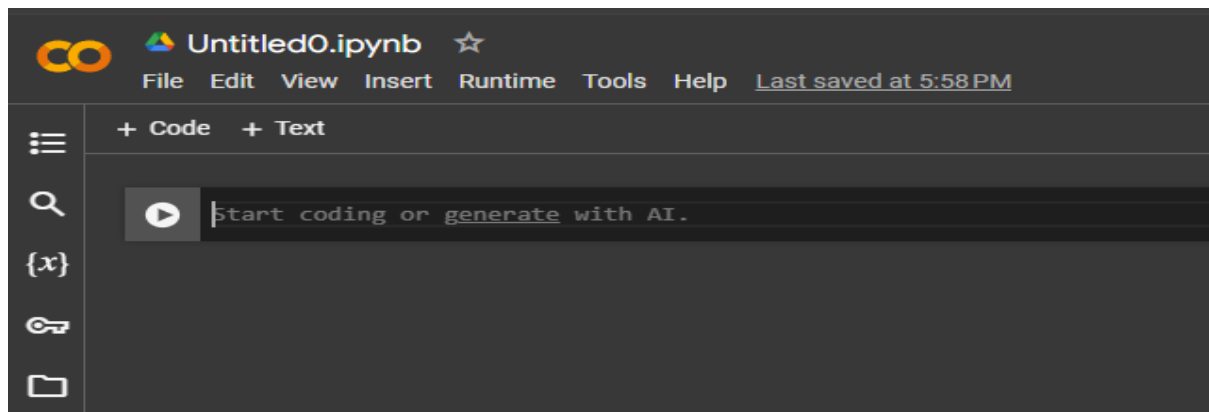 CO Untitled0.ipynb
File Edit View Insert Runtime Tools Help Last saved at 5:58 PM
+ Code + Text
Start coding or generate with AI.
{x}